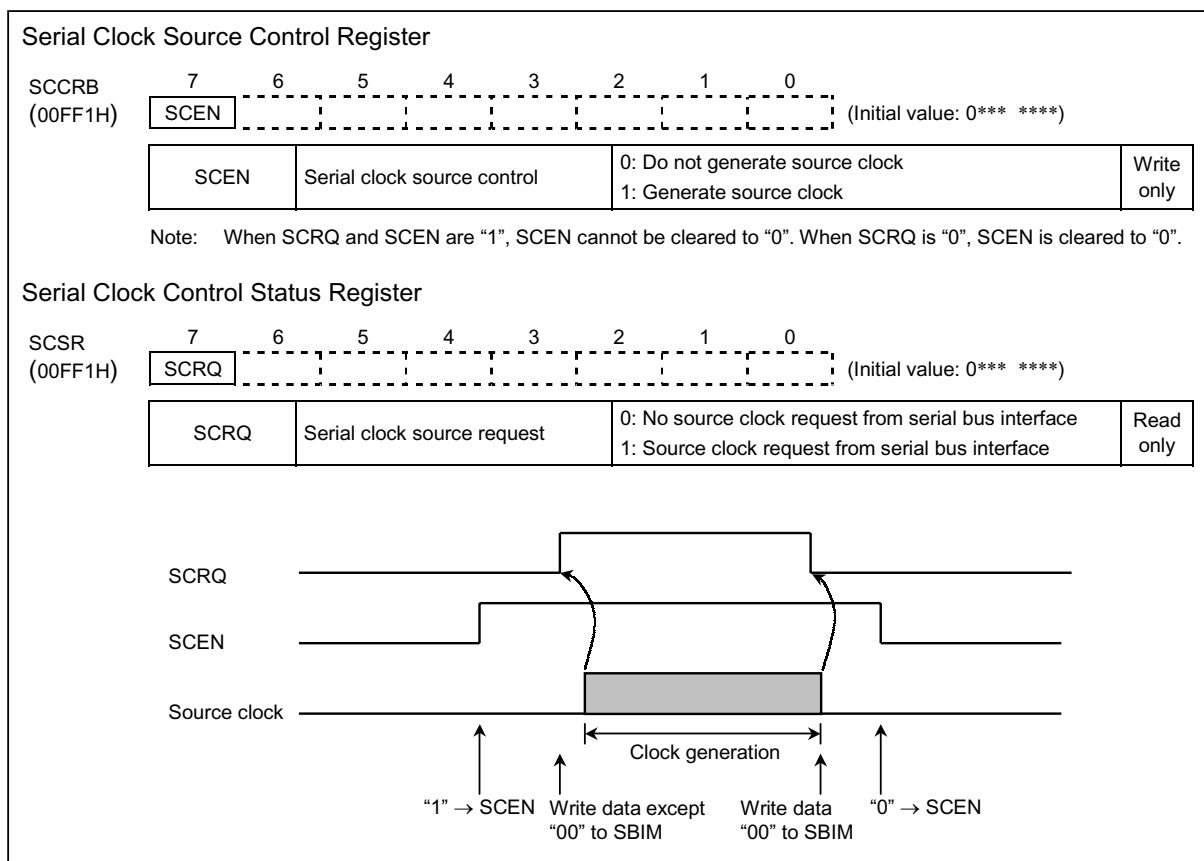 Serial Clock Source Control Register
SCCRB
(00FF1H)
7 6 5 4 3 2 1 0
SCEN
(Initial value: 0*** ****)
SCEN
Serial clock source control
0: Do not generate source clock
1: Generate source clock
Write
only
Note: When SCRQ and SCEN are “1”, SCEN cannot be cleared to “0”. When SCRQ is “0”, SCEN is cleared to “0”.
Serial Clock Control Status Register
SCSR
(00FF1H)
7 6 5 4 3 2 1 0
SCRQ
(Initial value: 0*** ****)
SCRQ
Serial clock source request
0: No source clock request from serial bus interface
1: Source clock request from serial bus interface
Read
only
SCRQ
SCEN
Source clock
Clock generation
“1” → SCEN
Write data except
“00” to SBIM
Write data
“00” to SBIM
“0” → SCEN